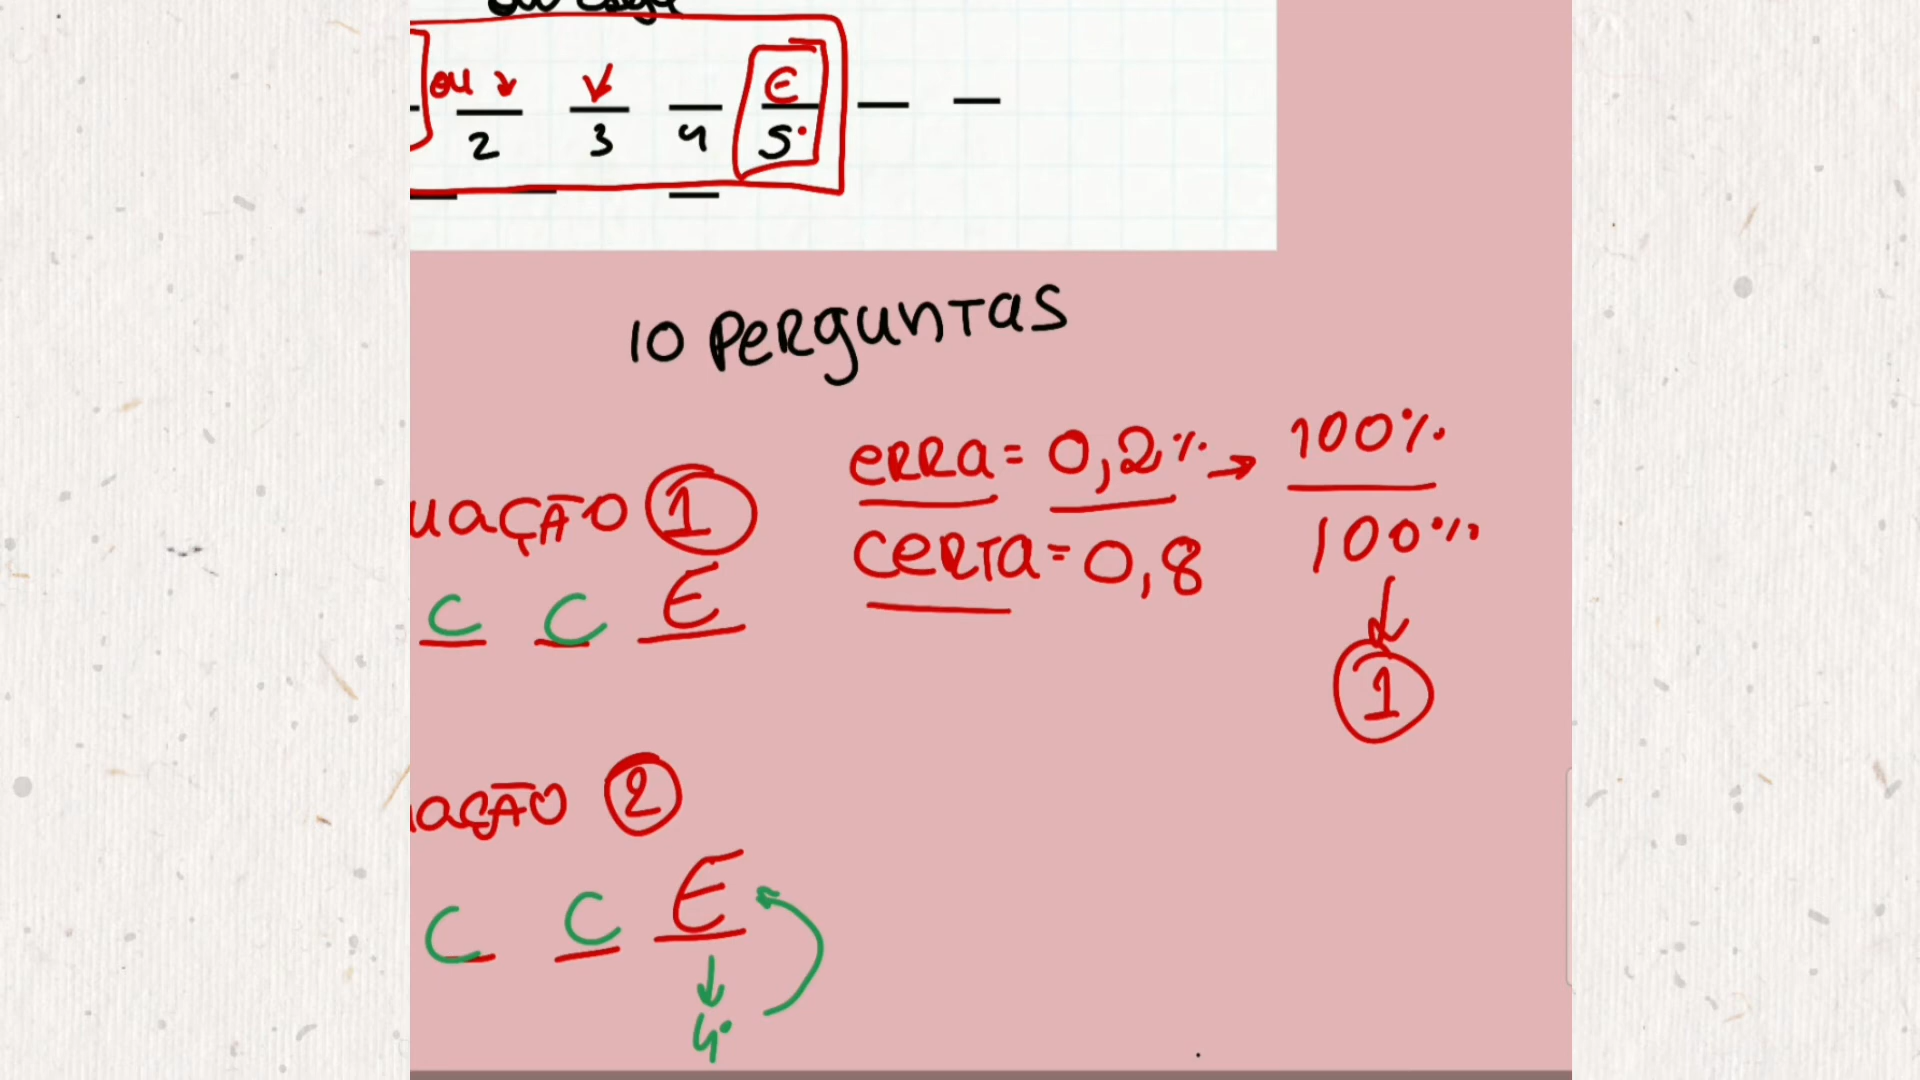 ou E
2 3 4 5.
10 PERGUNTAS
ERRA = 0,2% → 100%
100%
1
UAÇÃO 1
CERTA = 0,8
C C E
AÇÃO 2
C C E
4.